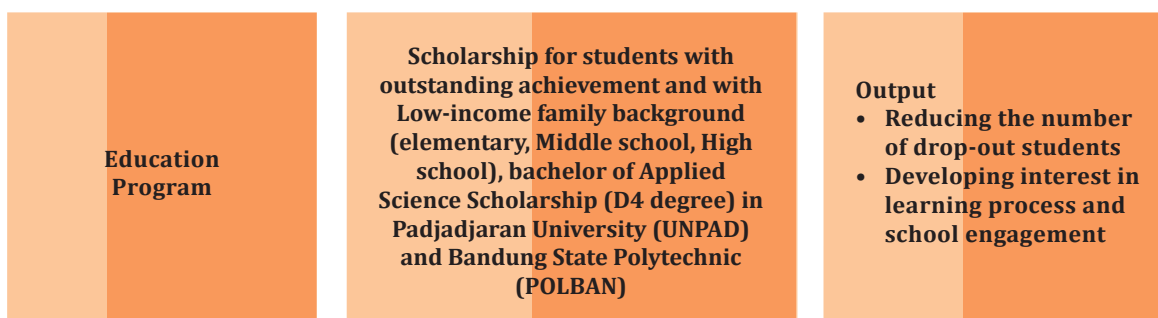 Education
Program
Scholarship for students with
outstanding achievement and with
Low-income family background
(elementary, Middle school, High
school), bachelor of Applied
Science Scholarship (D4 degree) in
Padjadjaran University (UNPAD)
and Bandung State Polytechnic
(POLBAN)
Output
• Reducing the number
of drop-out students
• Developing interest in
learning process and
school engagement